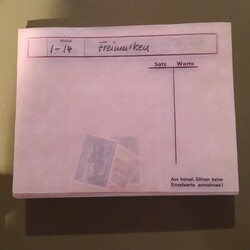 1-14 Freimarken
Satz Werte
Aus kompl. Sätzen keine
Einzelwerte entnehmen!